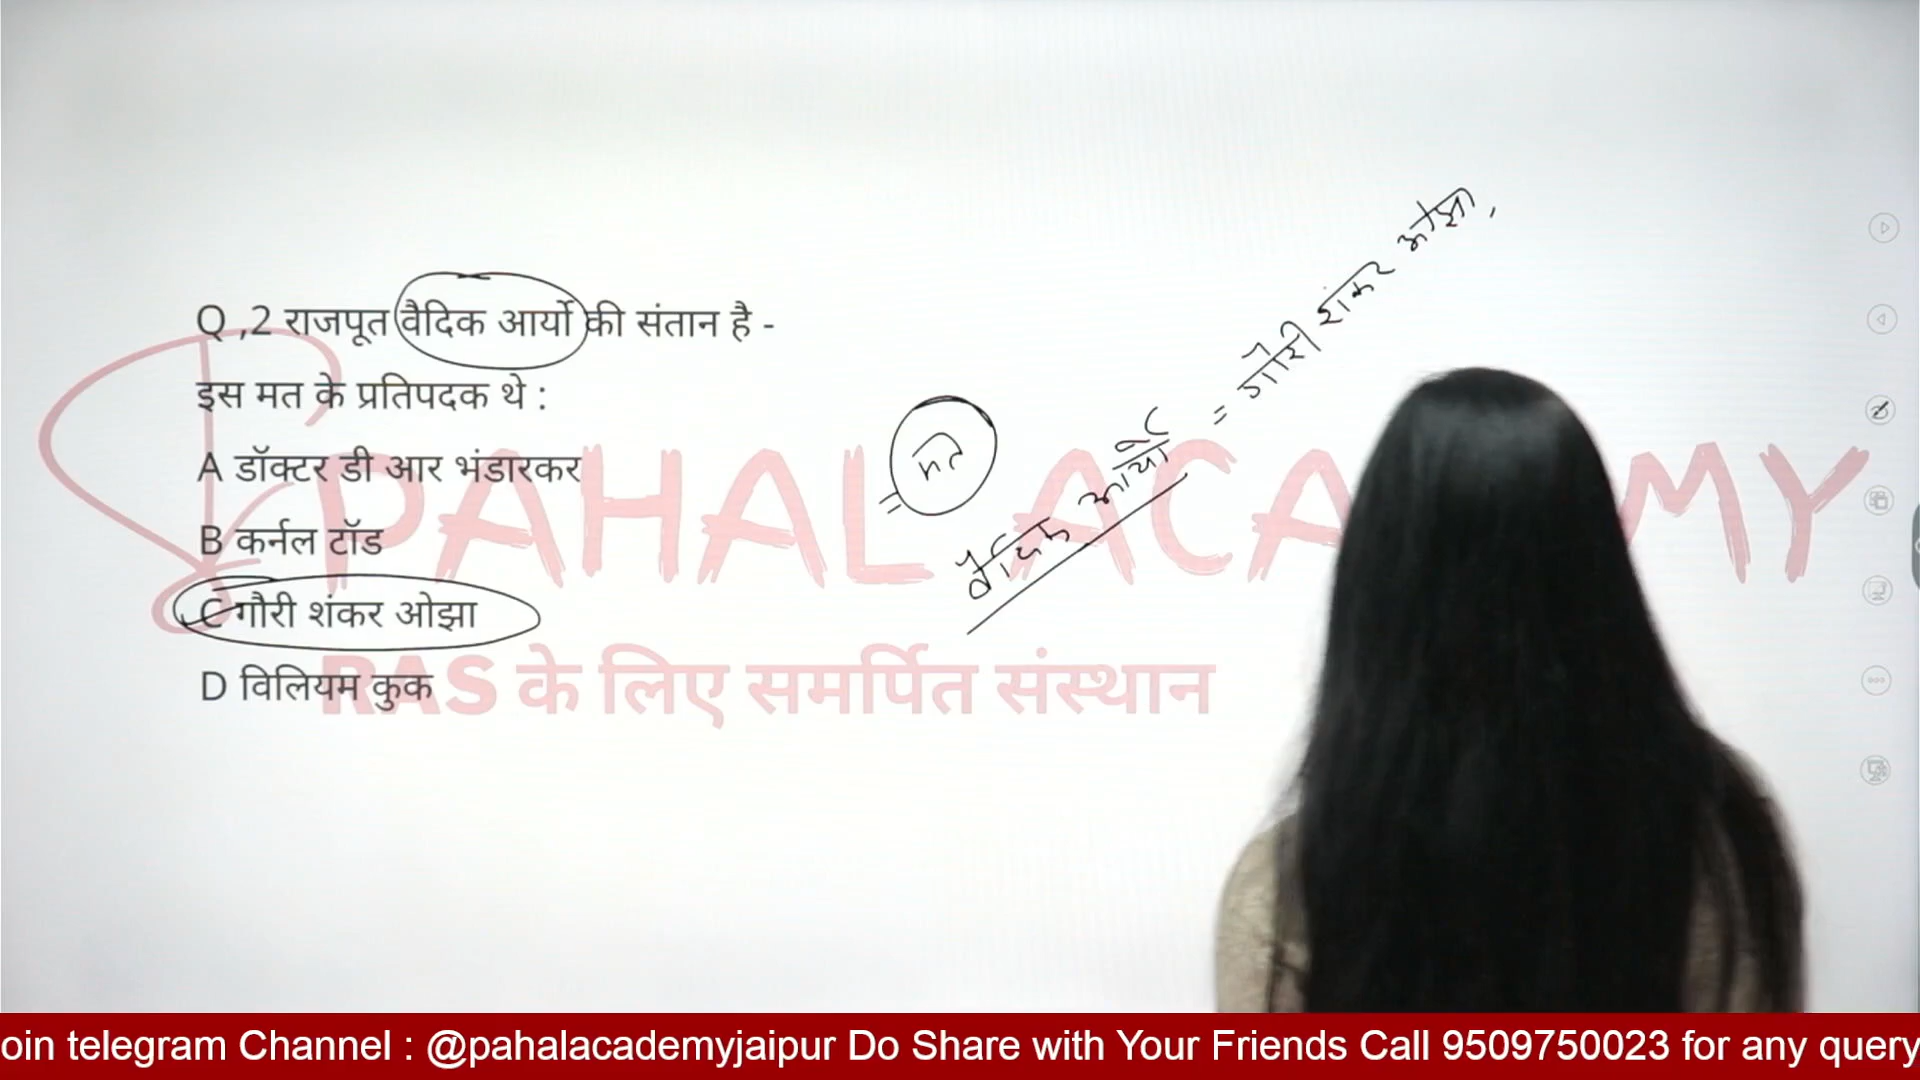 Q ,2 राजपूत वैदिक आर्यो की संतान है -
इस मत के प्रतिपदक थे :
A डॉक्टर डी आर भंडारकर
B कर्नल टॉड
C गौरी शंकर ओझा
D विलियम कुक
= मत
वैदिक आर्यो = गौरी शंकर ओझा,
PAHAL ACADEMY
RAS के लिए समर्पित संस्थान
oin telegram Channel : @pahalacademyjaipur Do Share with Your Friends Call 9509750023 for any query